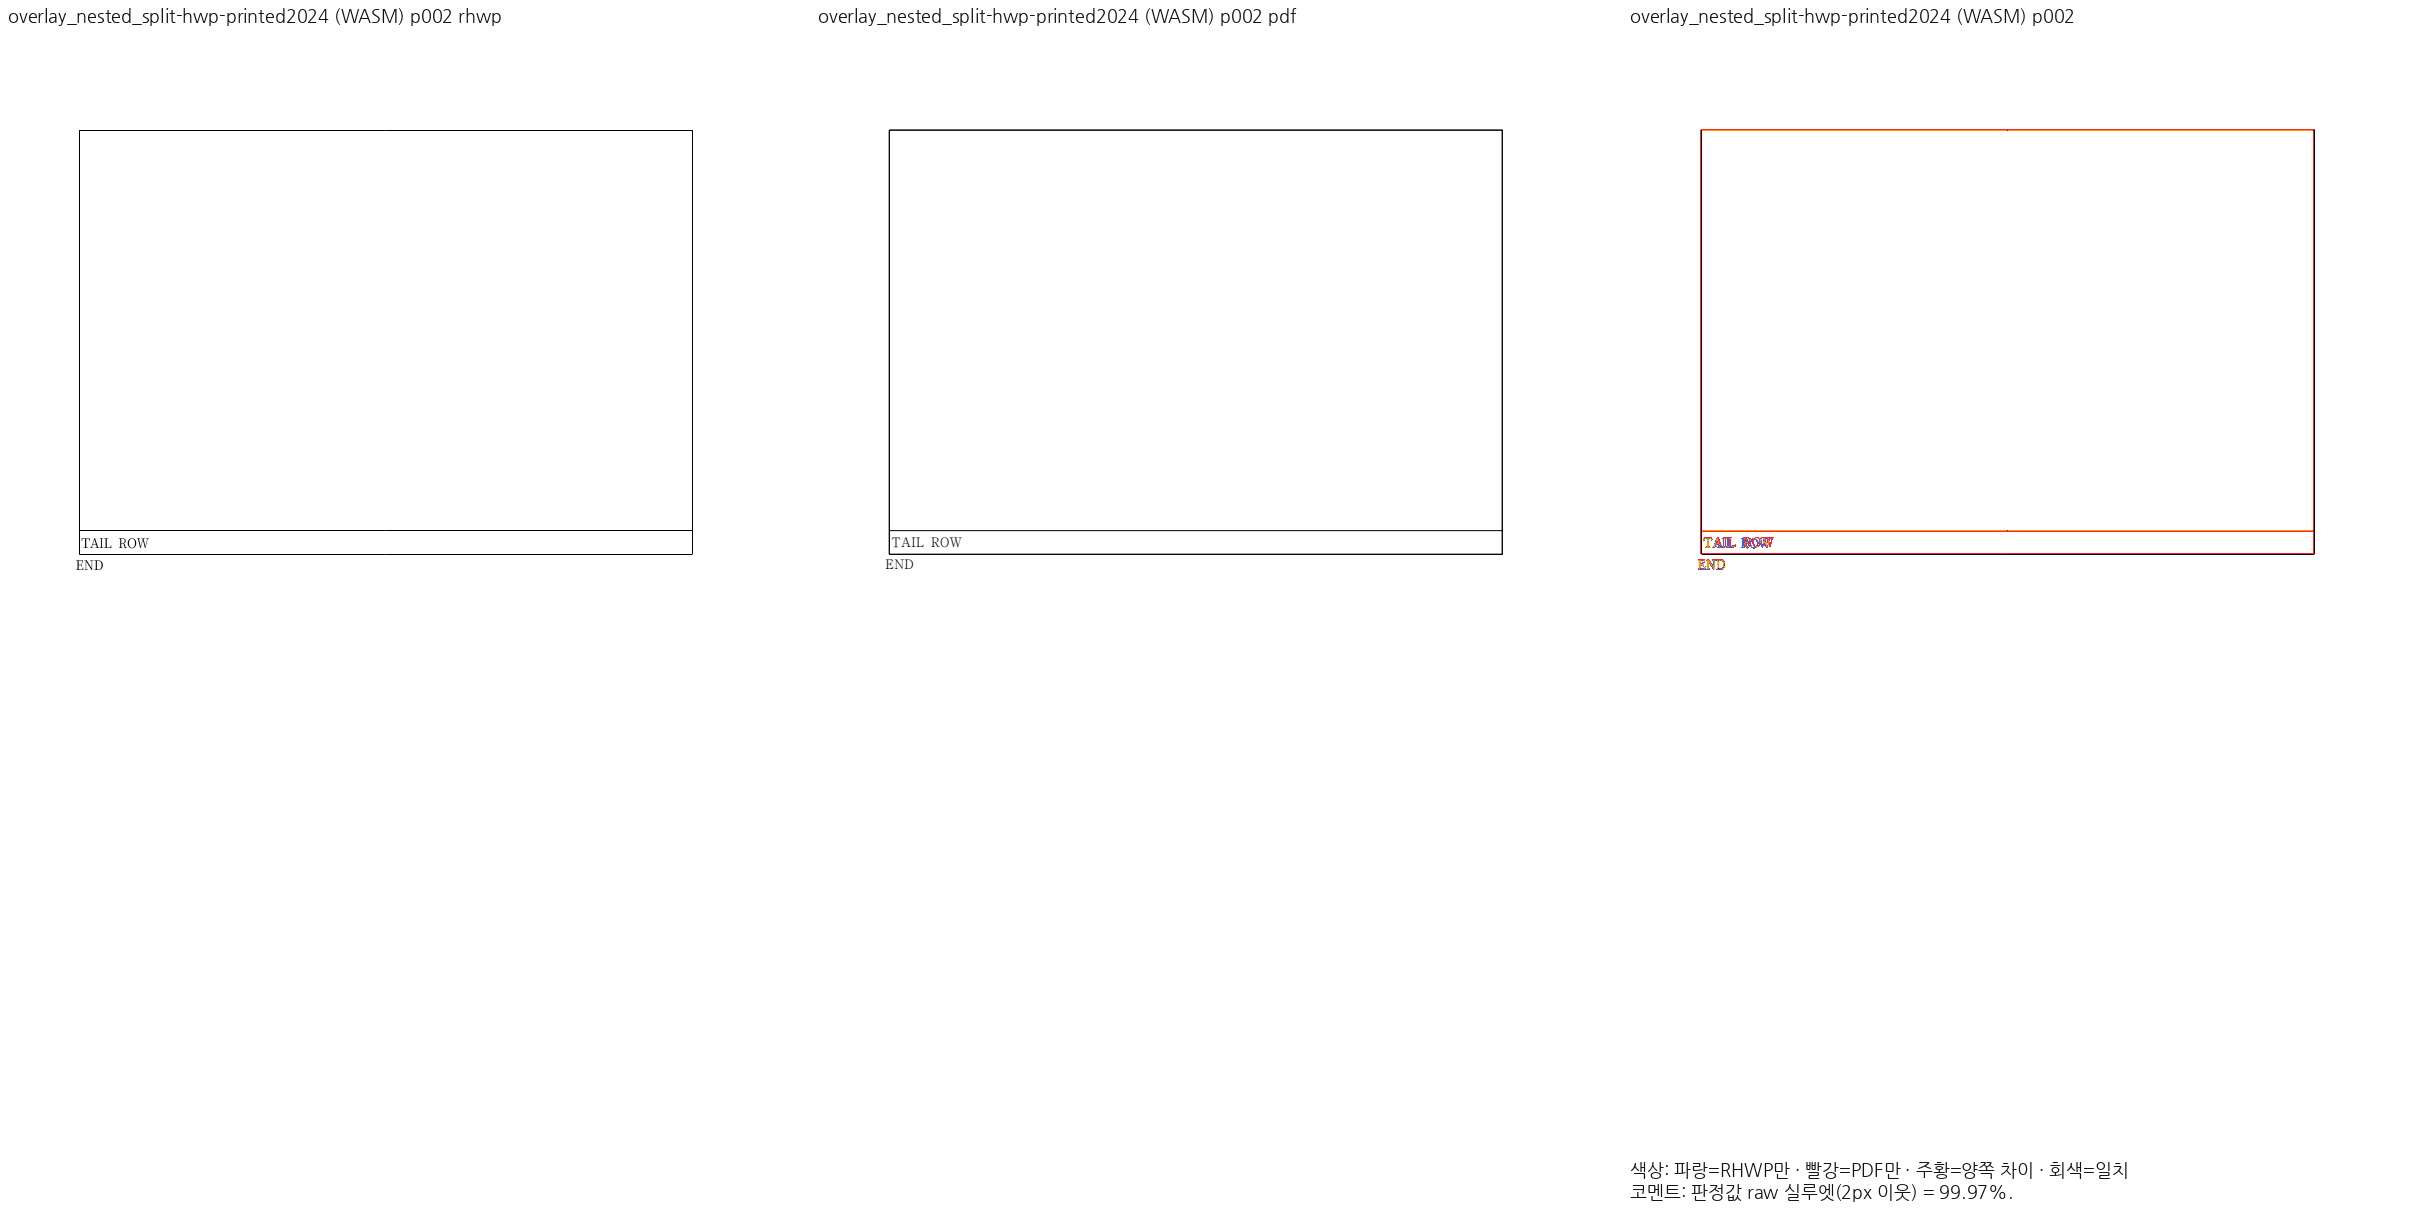 overlay_nested_split-hwp-printed2024 (WASM) p002 rhwp
TAIL ROW
END
overlay_nested_split-hwp-printed2024 (WASM) p002 pdf
TAIL ROW
END
overlay_nested_split-hwp-printed2024 (WASM) p002
TAIL ROW
END
색상: 파랑=RHWP만 · 빨강=PDF만 · 주황=양쪽 차이 · 회색=일치
코멘트: 판정값 raw 실루엣(2px 이웃) = 99.97%.